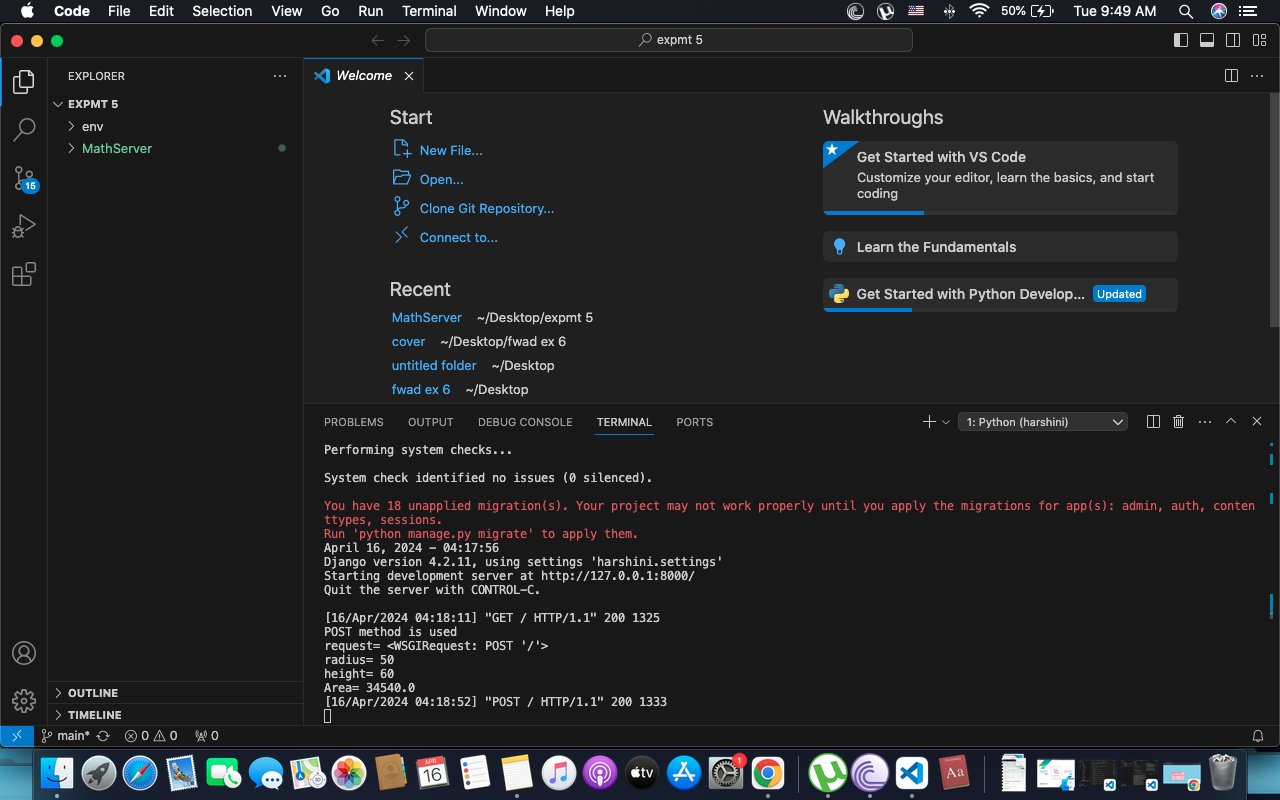 Code File Edit Selection View Go Run Terminal Window Help 50% Tue 9:49 AM
expmt 5
EXPLORER
EXPMT 5
env
MathServer
15
Welcome
Start
New File...
Open...
Clone Git Repository...
Connect to...
Recent
MathServer ~/Desktop/expmt 5
cover ~/Desktop/fwad ex 6
untitled folder ~/Desktop
fwad ex 6 ~/Desktop
Walkthroughs
Get Started with VS Code
Customize your editor, learn the basics, and start
coding
Learn the Fundamentals
Get Started with Python Develop... Updated
PROBLEMS OUTPUT DEBUG CONSOLE TERMINAL PORTS
1: Python (harshini)
Performing system checks...
System check identified no issues (0 silenced).
You have 18 unapplied migration(s). Your project may not work properly until you apply the migrations for app(s): admin, auth, conten
ttypes, sessions.
Run 'python manage.py migrate' to apply them.
April 16, 2024 - 04:17:56
Django version 4.2.11, using settings 'harshini.settings'
Starting development server at http://127.0.0.1:8000/
Quit the server with CONTROL-C.
[16/Apr/2024 04:18:11] "GET / HTTP/1.1" 200 1325
POST method is used
request= <WSGIRequest: POST '/'>
radius= 50
height= 60
Area= 34540.0
[16/Apr/2024 04:18:52] "POST / HTTP/1.1" 200 1333
OUTLINE
TIMELINE
main* 0 0 0
APR
16
tv
1
Aa